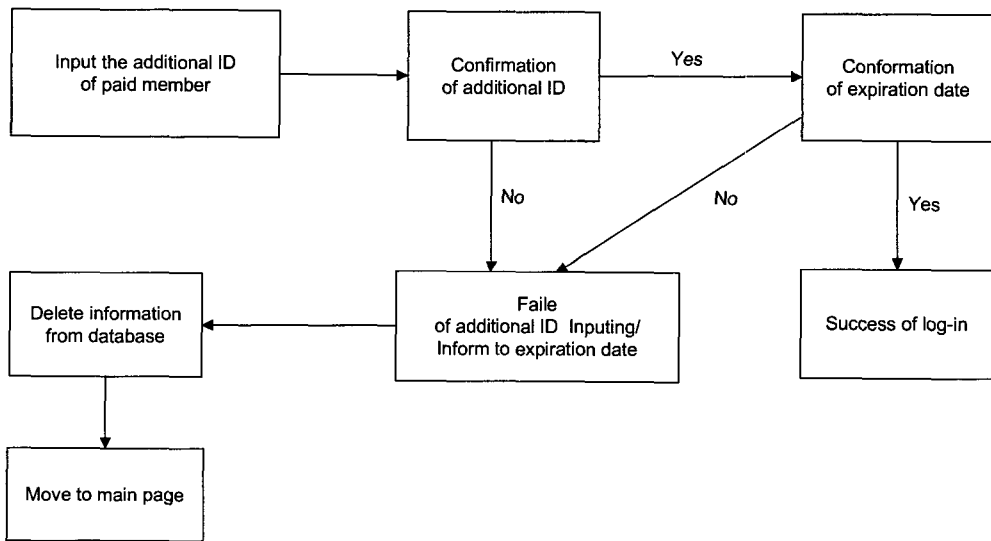 Input the additional ID
of paid member
Confirmation
of additional ID
Yes
Conformation
of expiration date
No
No
Yes
Delete information
from database
Faile
of additional ID Inputing/
Inform to expiration date
Success of log-in
Move to main page